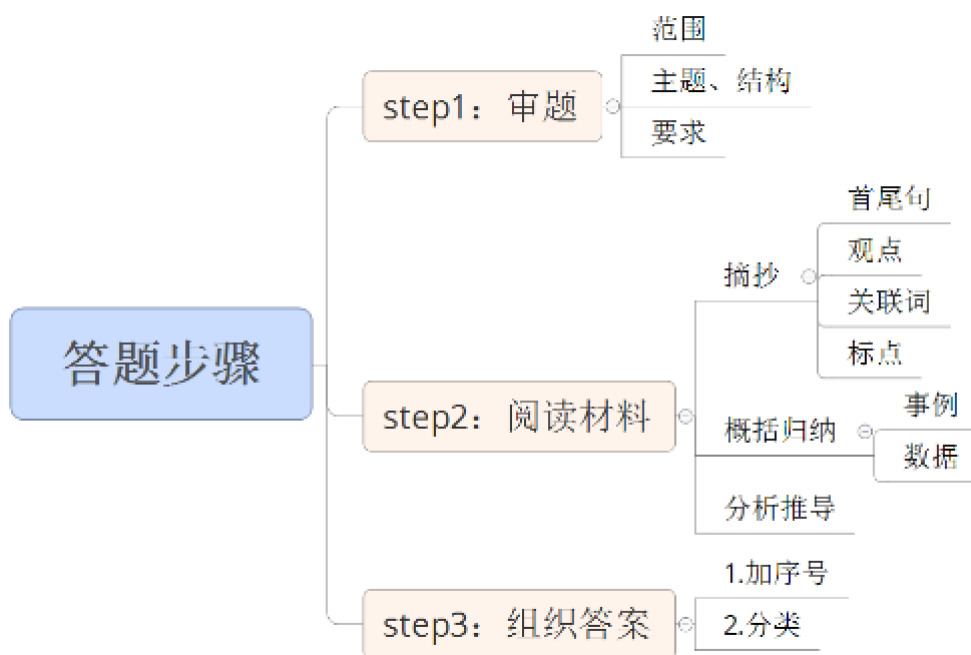 答题步骤
step1：审题
范围
主题、结构
要求
step2：阅读材料
摘抄
首尾句
观点
关联词
标点
概括归纳
事例
数据
分析推导
step3：组织答案
1.加序号
2.分类